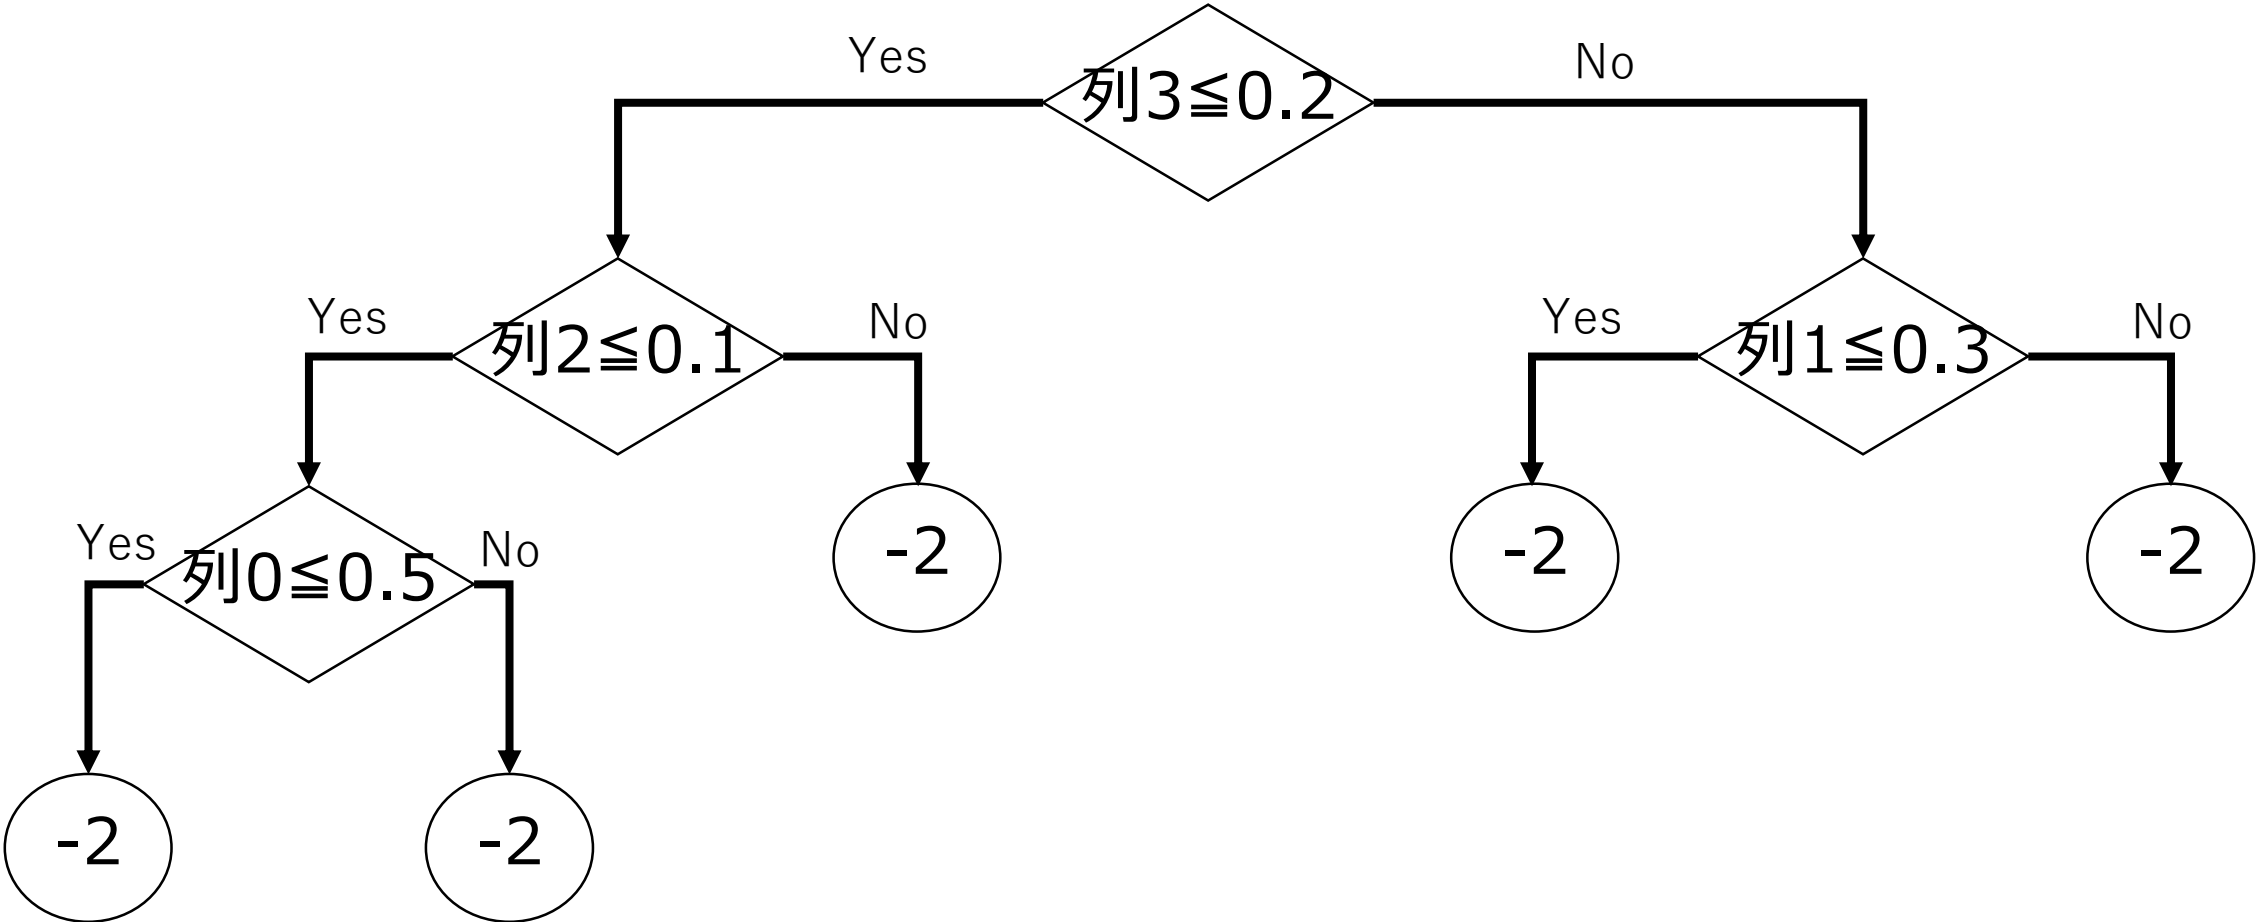 Yes
列3≦0.2
No
Yes
列2≦0.1
No
Yes
列1≦0.3
No
Yes
列0≦0.5
No
-2
-2
-2
-2
-2